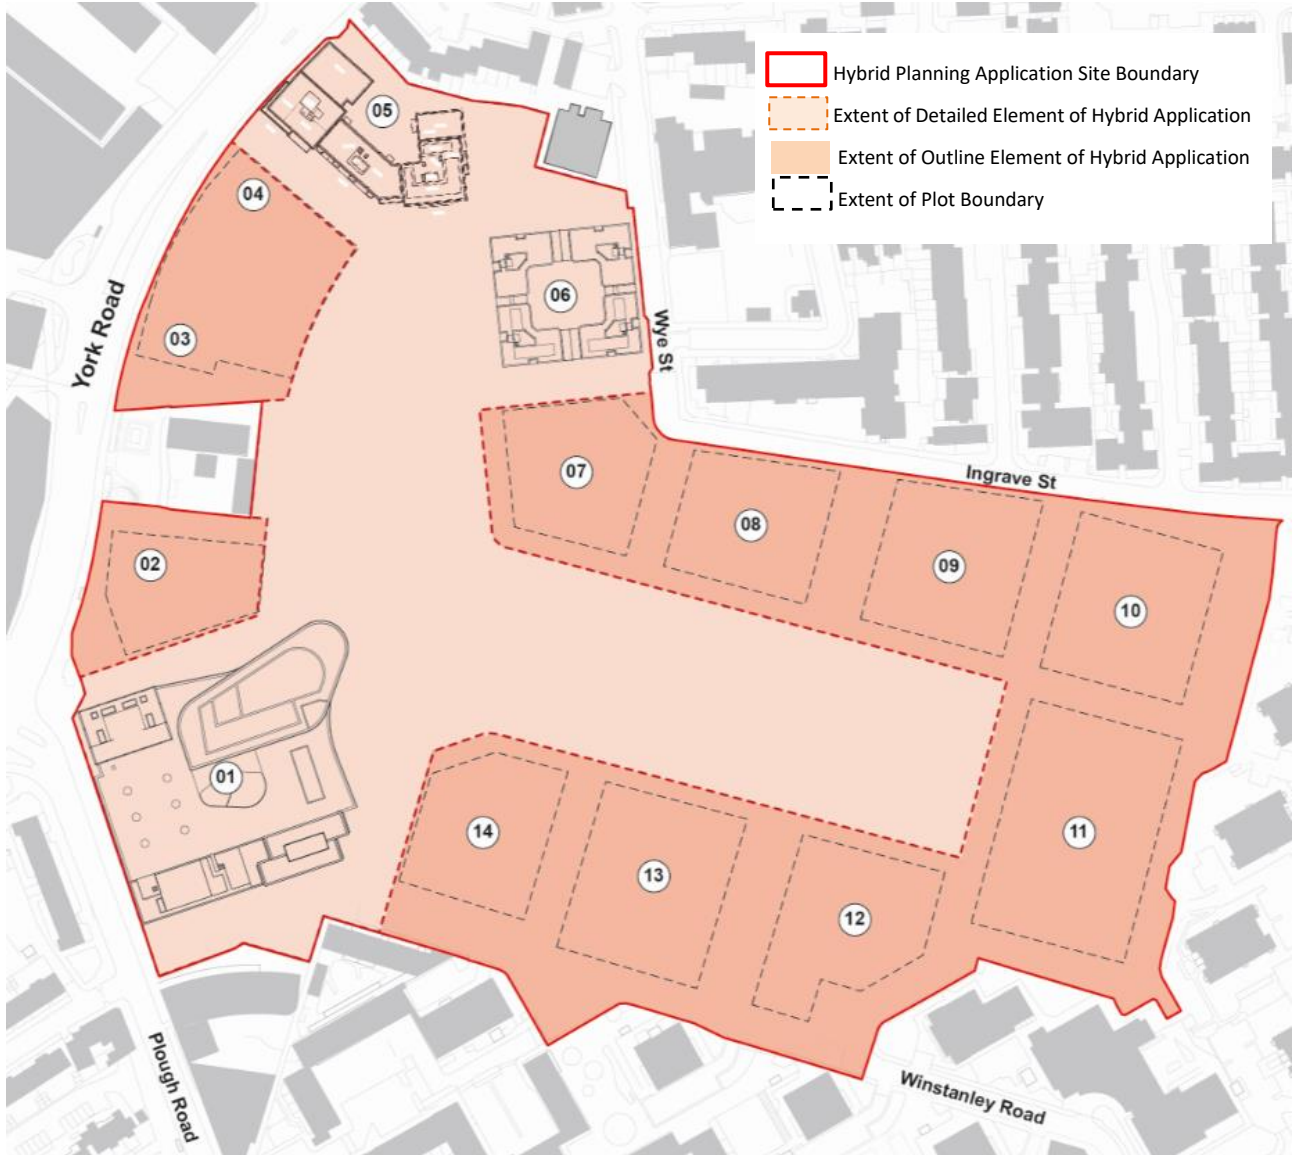 Hybrid Planning Application Site Boundary
Extent of Detailed Element of Hybrid Application
Extent of Outline Element of Hybrid Application
Extent of Plot Boundary
05
04
06
03
York Road
Wye St
07
Ingrave St
08
02
09
10
01
14
11
13
12
Plough Road
Winstanley Road